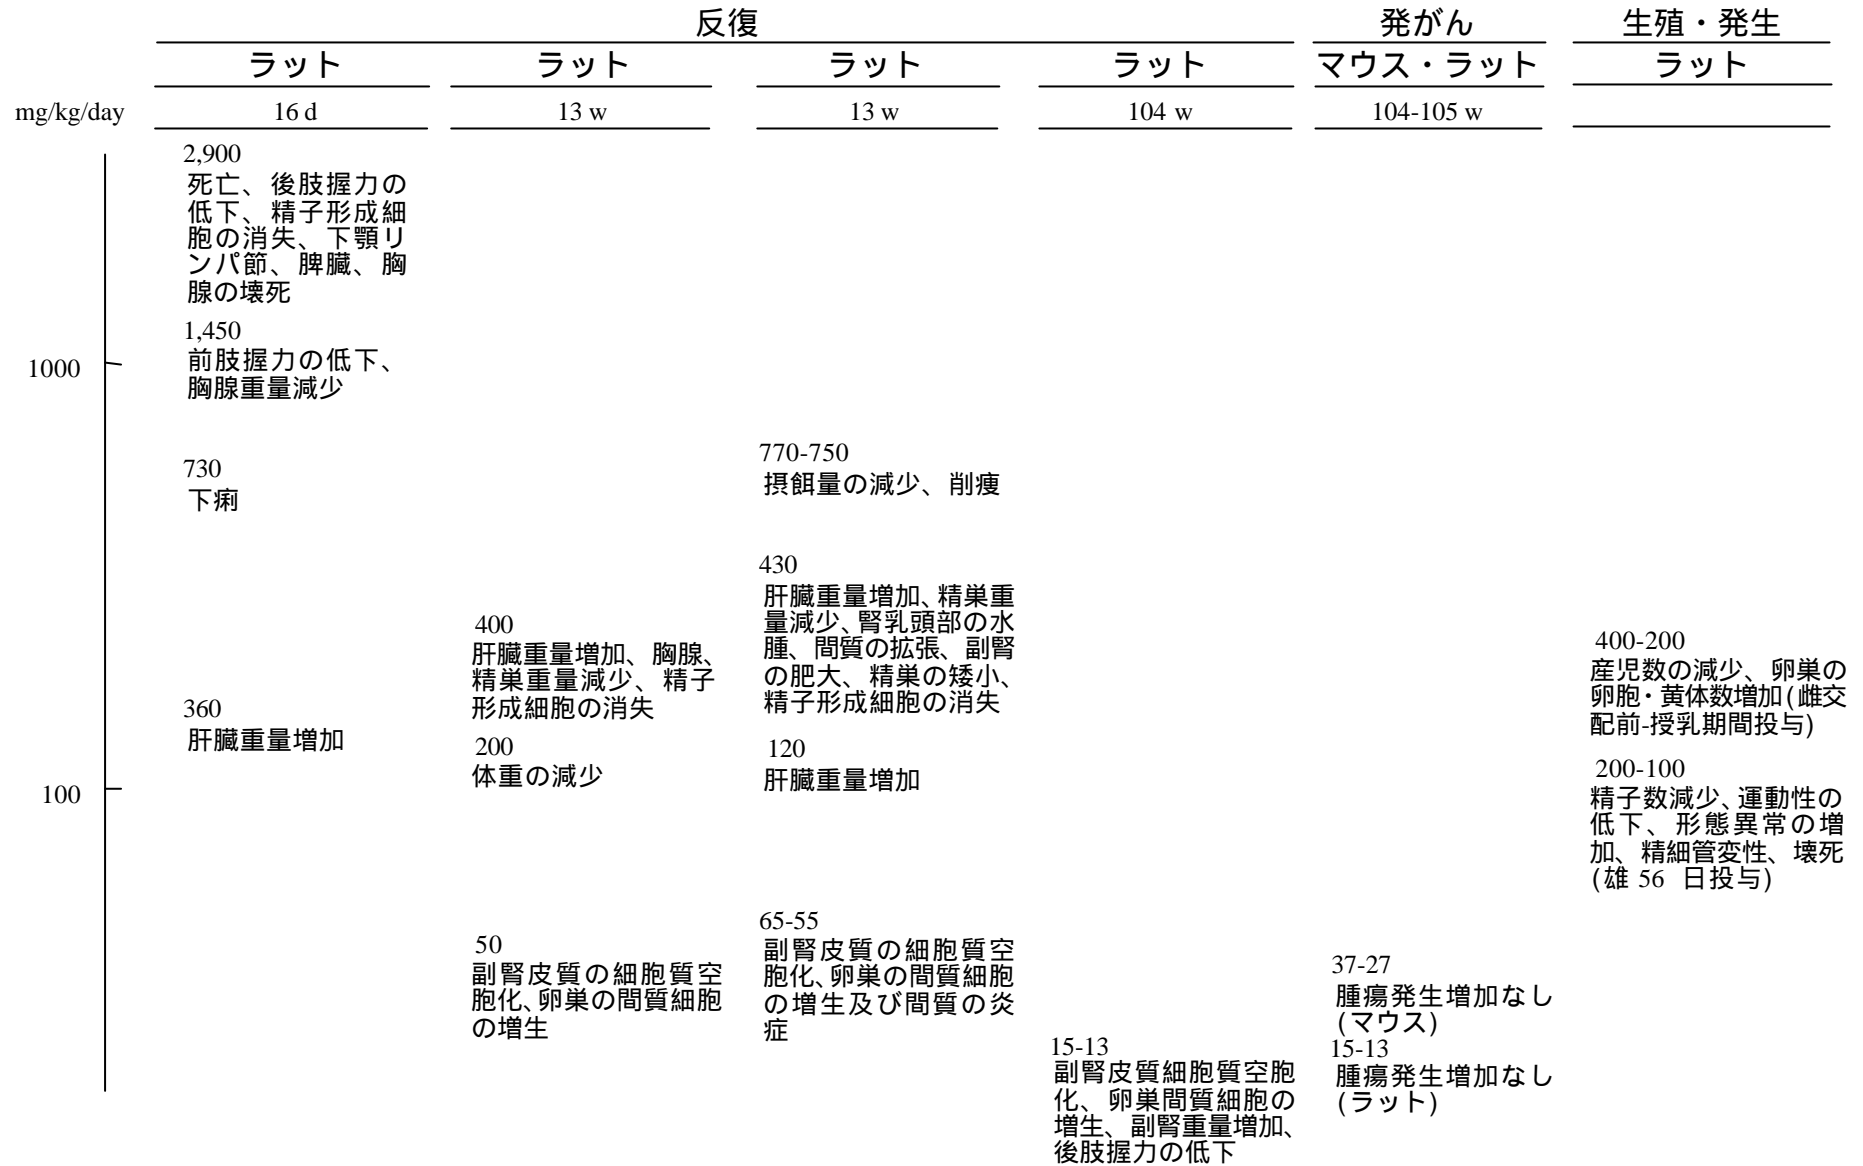 反復
発がん
生殖・発生
ラット
ラット
ラット
ラット
マウス・ラット
ラット
mg/kg/day
16 d
13 w
13 w
104 w
104-105 w
1000
100
2,900
死亡、後肢握力の
低下、精子形成細
胞の消失、下顎リ
ンパ節、脾臓、胸
腺の壊死
1,450
前肢握力の低下、
胸腺重量減少
730
下痢
360
肝臓重量増加
400
肝臓重量増加、胸腺、
精巣重量減少、精子
形成細胞の消失
200
体重の減少
50
副腎皮質の細胞質空
胞化、卵巣の間質細胞
の増生
770-750
摂餌量の減少、削痩
430
肝臓重量増加、精巣重
量減少、腎乳頭部の水
腫、間質の拡張、副腎
の肥大、精巣の矮小、
精子形成細胞の消失
120
肝臓重量増加
65-55
副腎皮質の細胞質空
胞化、卵巣の間質細胞
の増生及び間質の炎
症
15-13
副腎皮質細胞質空胞
化、卵巣間質細胞の
増生、副腎重量増加、
後肢握力の低下
37-27
腫瘍発生増加なし
(マウス)
15-13
腫瘍発生増加なし
(ラット)
400-200
産児数の減少、卵巣の
卵胞・黄体数増加(雌交
配前-授乳期間投与)
200-100
精子数減少、運動性の
低下、形態異常の増
加、精細管変性、壊死
(雄 56 日投与)